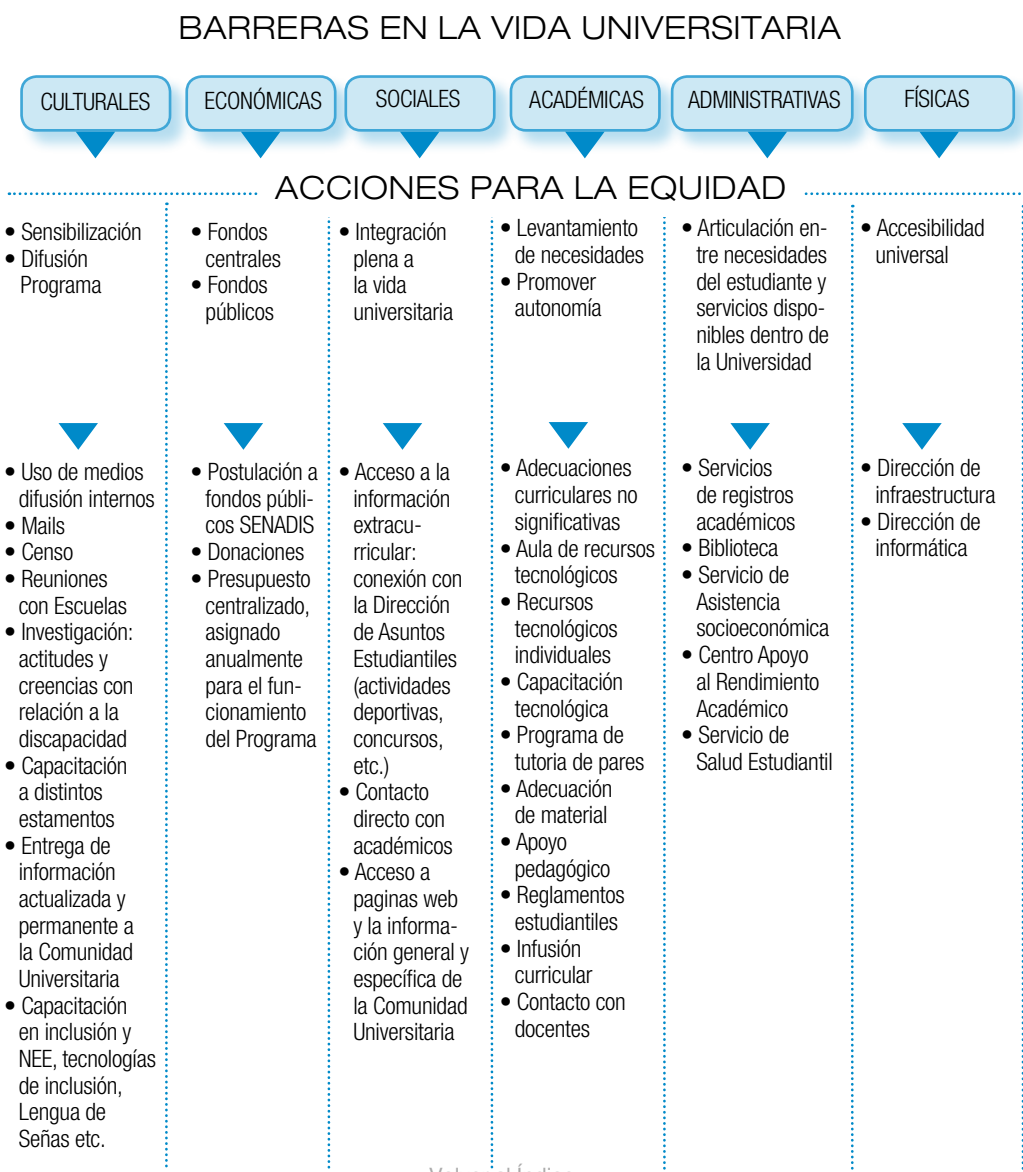 BARRERAS EN LA VIDA UNIVERSITARIA
CULTURALES
ECONÓMICAS
SOCIALES
ACADÉMICAS
ADMINISTRATIVAS
FÍSICAS
ACCIONES PARA LA EQUIDAD
• Sensibilización
• Difusión
Programa
• Fondos
centrales
• Fondos
públicos
• Integración
plena a
la vida
universitaria
• Levantamiento
de necesidades
• Promover
autonomía
• Articulación en-
tre necesidades
del estudiante y
servicios dispo-
nibles dentro de
la Universidad
• Accesibilidad
universal
• Uso de medios
difusión internos
• Mails
• Censo
• Reuniones
con Escuelas
• Investigación:
actitudes y
creencias con
relación a la
discapacidad
• Capacitación
a distintos
estamentos
• Entrega de
información
actualizada y
permanente a
la Comunidad
Universitaria
• Capacitación
en inclusión y
NEE, tecnologías
de inclusión,
Lengua de
Señas etc.
• Postulación a
fondos públi-
cos SENADIS
• Donaciones
• Presupuesto
centralizado,
asignado
anualmente
para el fun-
cionamiento
del Programa
• Acceso a la
información
extracu-
rricular:
conexión con
la Dirección
de Asuntos
Estudiantiles
(actividades
deportivas,
concursos,
etc.)
• Contacto
directo con
académicos
• Acceso a
paginas web
y la informa-
ción general y
específica de
la Comunidad
Universitaria
• Adecuaciones
curriculares no
significativas
• Aula de recursos
tecnológicos
• Recursos
tecnológicos
individuales
• Capacitación
tecnológica
• Programa de
tutoria de pares
• Adecuación
de material
• Apoyo
pedagógico
• Reglamentos
estudiantiles
• Infusión
curricular
• Contacto con
docentes
• Servicios
de registros
académicos
• Biblioteca
• Servicio de
Asistencia
socioeconómica
• Centro Apoyo
al Rendimiento
Académico
• Servicio de
Salud Estudiantil
• Dirección de
infraestructura
• Dirección de
informática